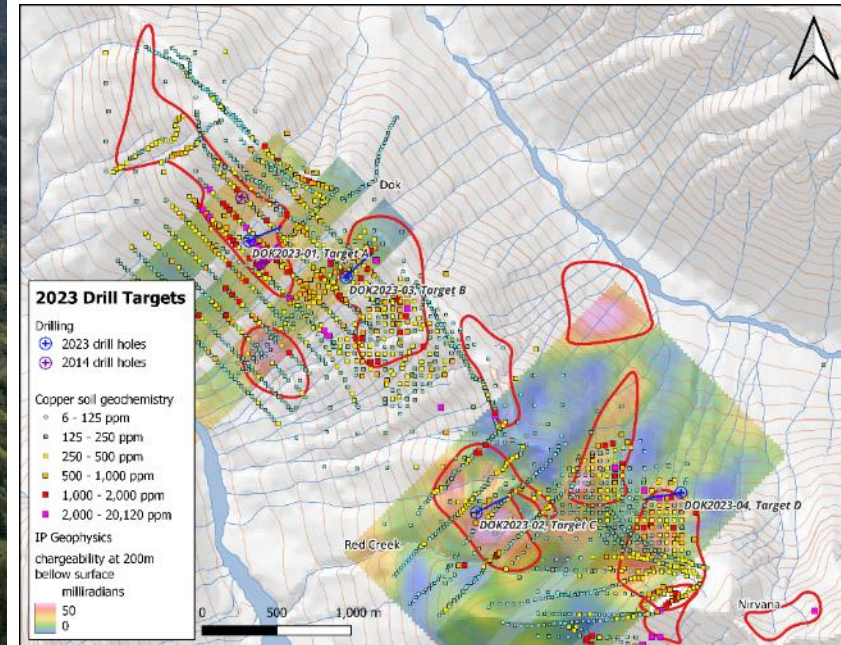 Dok
DOK2023-01, Target A
DOK2023-03, Target B
2023 Drill Targets
Drilling
2023 drill holes
2014 drill holes
Copper soil geochemistry
6 - 125 ppm
125 - 250 ppm
250 - 500 ppm
500 - 1,000 ppm
1,000 - 2,000 ppm
2,000 - 20,120 ppm
IP Geophysics
chargeability at 200m
bellow surface
milliradians
50
0
DOK2023-04, Target D
DOK2023-02, Target C
Red Creek
Nirvana
0 500 1,000 m